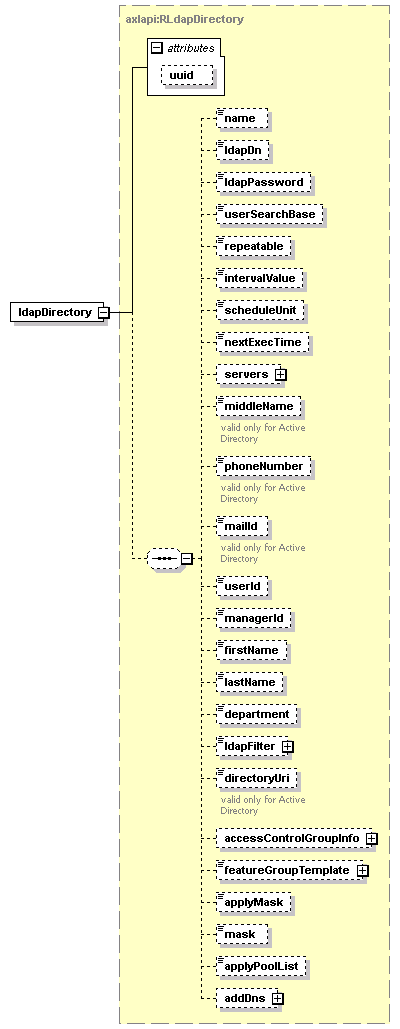 axlapi:RLdapDirectory
attributes
uuid
name
ldapDn
ldapPassword
userSearchBase
repeatable
intervalValue
ldapDirectory
scheduleUnit
nextExecTime
servers
middleName
valid only for Active
Directory
phoneNumber
valid only for Active
Directory
mailId
valid only for Active
Directory
userId
managerId
firstName
lastName
department
ldapFilter
directoryUri
valid only for Active
Directory
accessControlGroupInfo
featureGroupTemplate
applyMask
mask
applyPoolList
addDns